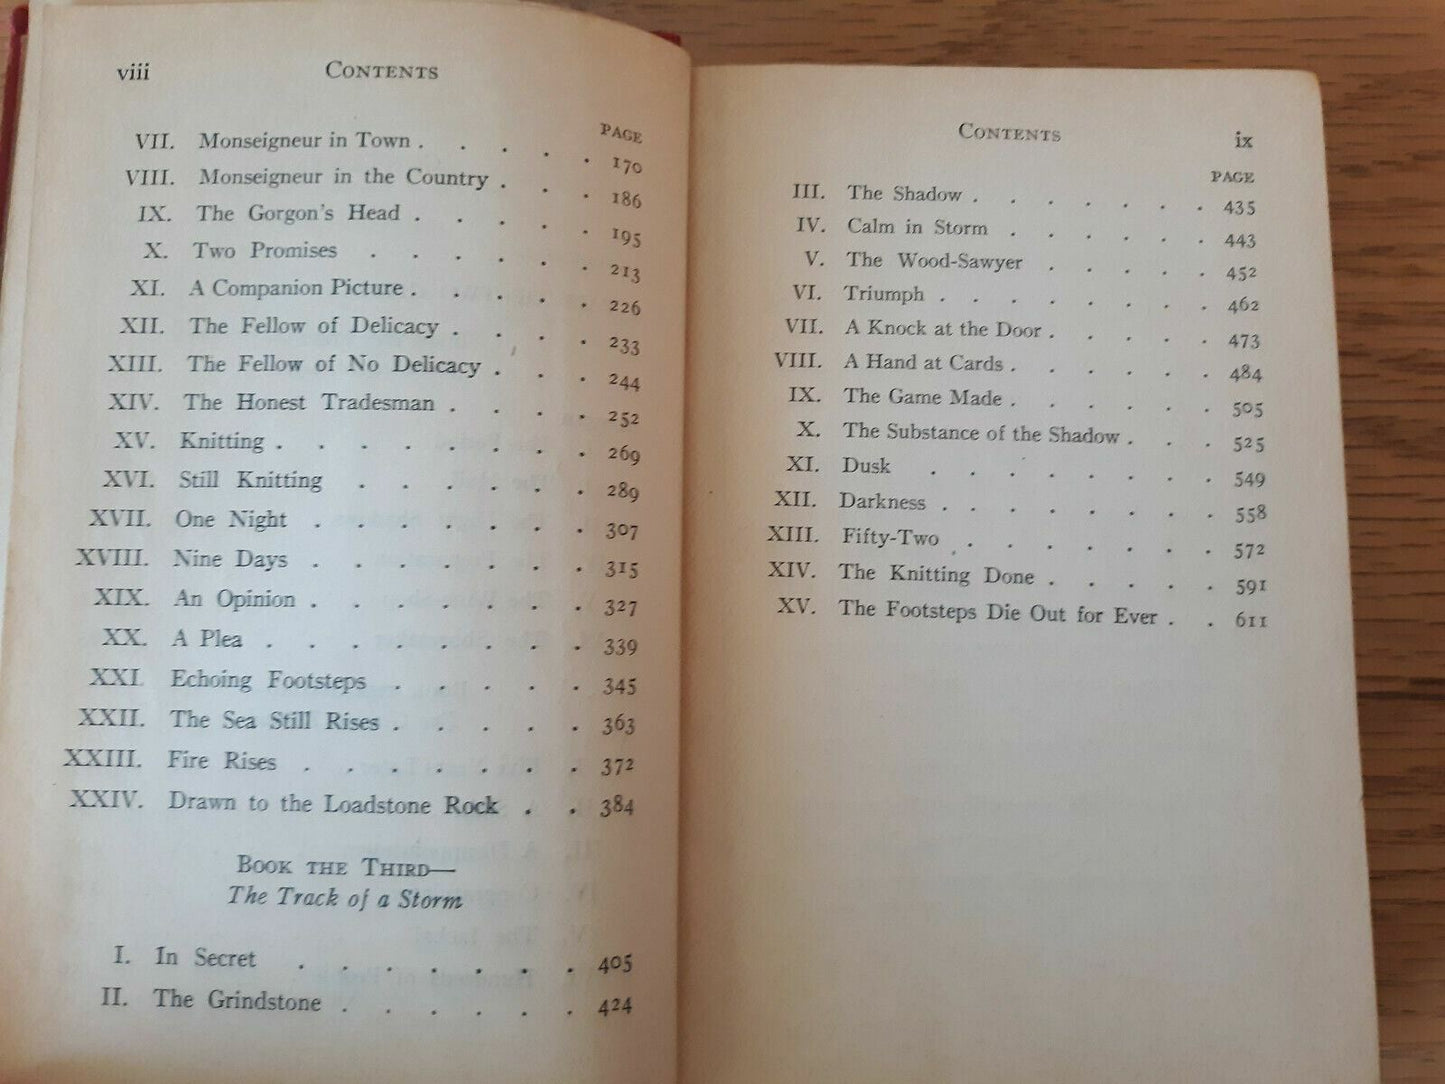 viii CONTENTS
PAGE
VII. Monseigneur in Town . . . . . 170
VIII. Monseigneur in the Country . . . 186
IX. The Gorgon's Head . . . . . 195
X. Two Promises . . . . . . 213
XI. A Companion Picture . . . . . 226
XII. The Fellow of Delicacy . . . . 233
XIII. The Fellow of No Delicacy . . . 244
XIV. The Honest Tradesman . . . . 252
XV. Knitting . . . . . . . . 269
XVI. Still Knitting . . . . . . 289
XVII. One Night . . . . . . . 307
XVIII. Nine Days . . . . . . . 315
XIX. An Opinion . . . . . . . 327
XX. A Plea . . . . . . . . 339
XXI. Echoing Footsteps . . . . . 345
XXII. The Sea Still Rises . . . . . 363
XXIII. Fire Rises . . . . . . . 372
XXIV. Drawn to the Loadstone Rock . . 384
BOOK THE THIRD—
The Track of a Storm
I. In Secret . . . . . . . 405
II. The Grindstone . . . . . . 424
CONTENTS ix
PAGE
III. The Shadow . . . . . . 435
IV. Calm in Storm . . . . . . 443
V. The Wood-Sawyer . . . . . 452
VI. Triumph . . . . . . . 462
VII. A Knock at the Door . . . . . 473
VIII. A Hand at Cards . . . . . . 484
IX. The Game Made . . . . . . 505
X. The Substance of the Shadow . . . 525
XI. Dusk . . . . . . . . 549
XII. Darkness . . . . . . . 558
XIII. Fifty-Two . . . . . . . 572
XIV. The Knitting Done . . . . . 591
XV. The Footsteps Die Out for Ever . . 611